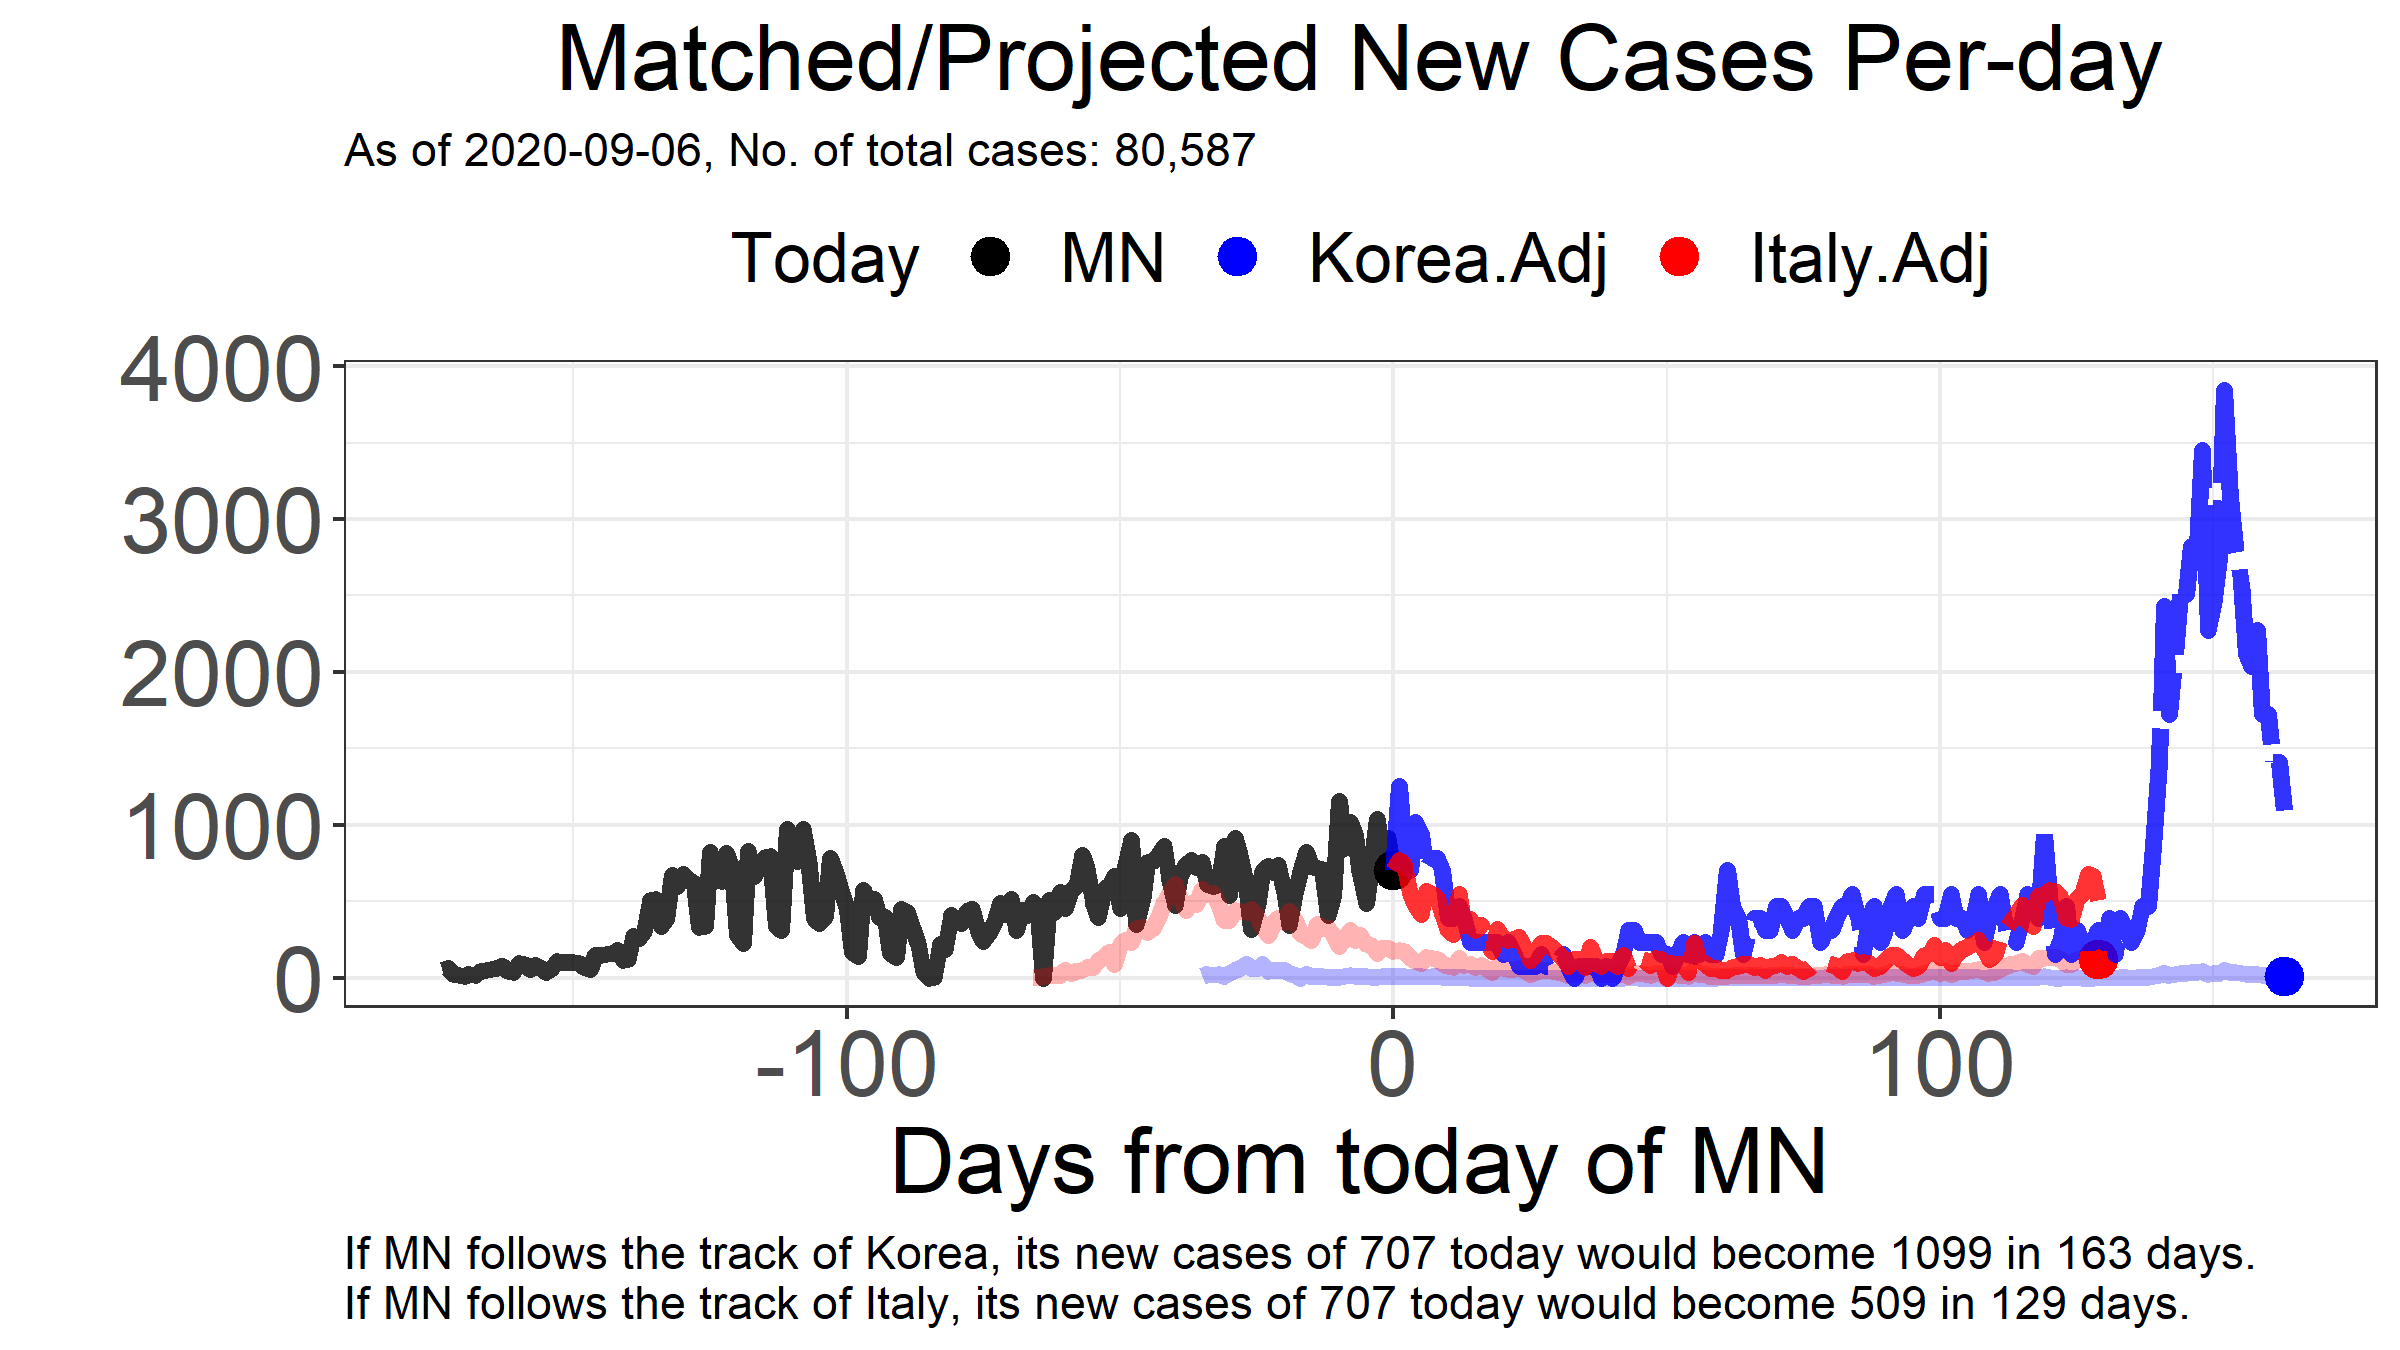 Matched/Projected New Cases Per-day
As of 2020-09-06, No. of total cases: 80,587
Today MN Korea.Adj Italy.Adj
4000
3000
2000
1000
0
-100 0 100
Days from today of MN
If MN follows the track of Korea, its new cases of 707 today would become 1099 in 163 days.
If MN follows the track of Italy, its new cases of 707 today would become 509 in 129 days.